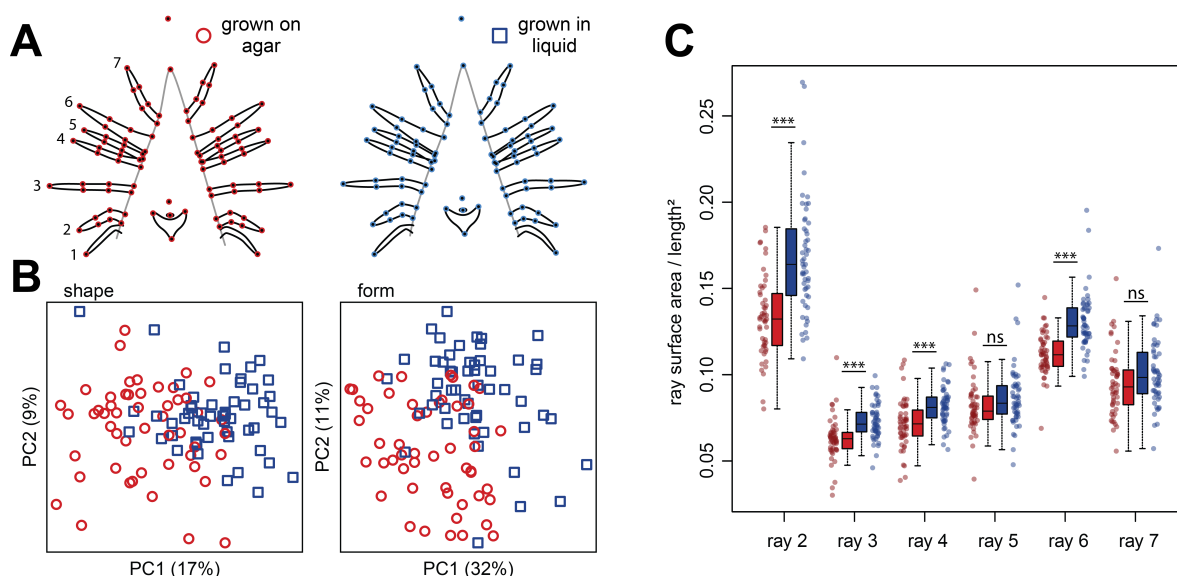 A
grown on
agar
grown in
liquid
7
6
5
4
3
2
1
B
shape
form
PC2 (9%)
PC1 (17%)
PC2 (11%)
PC1 (32%)
C
ray surface area / length²
0.25
0.20
0.15
0.10
0.05
***
***
***
ns
***
ns
ray 2
ray 3
ray 4
ray 5
ray 6
ray 7